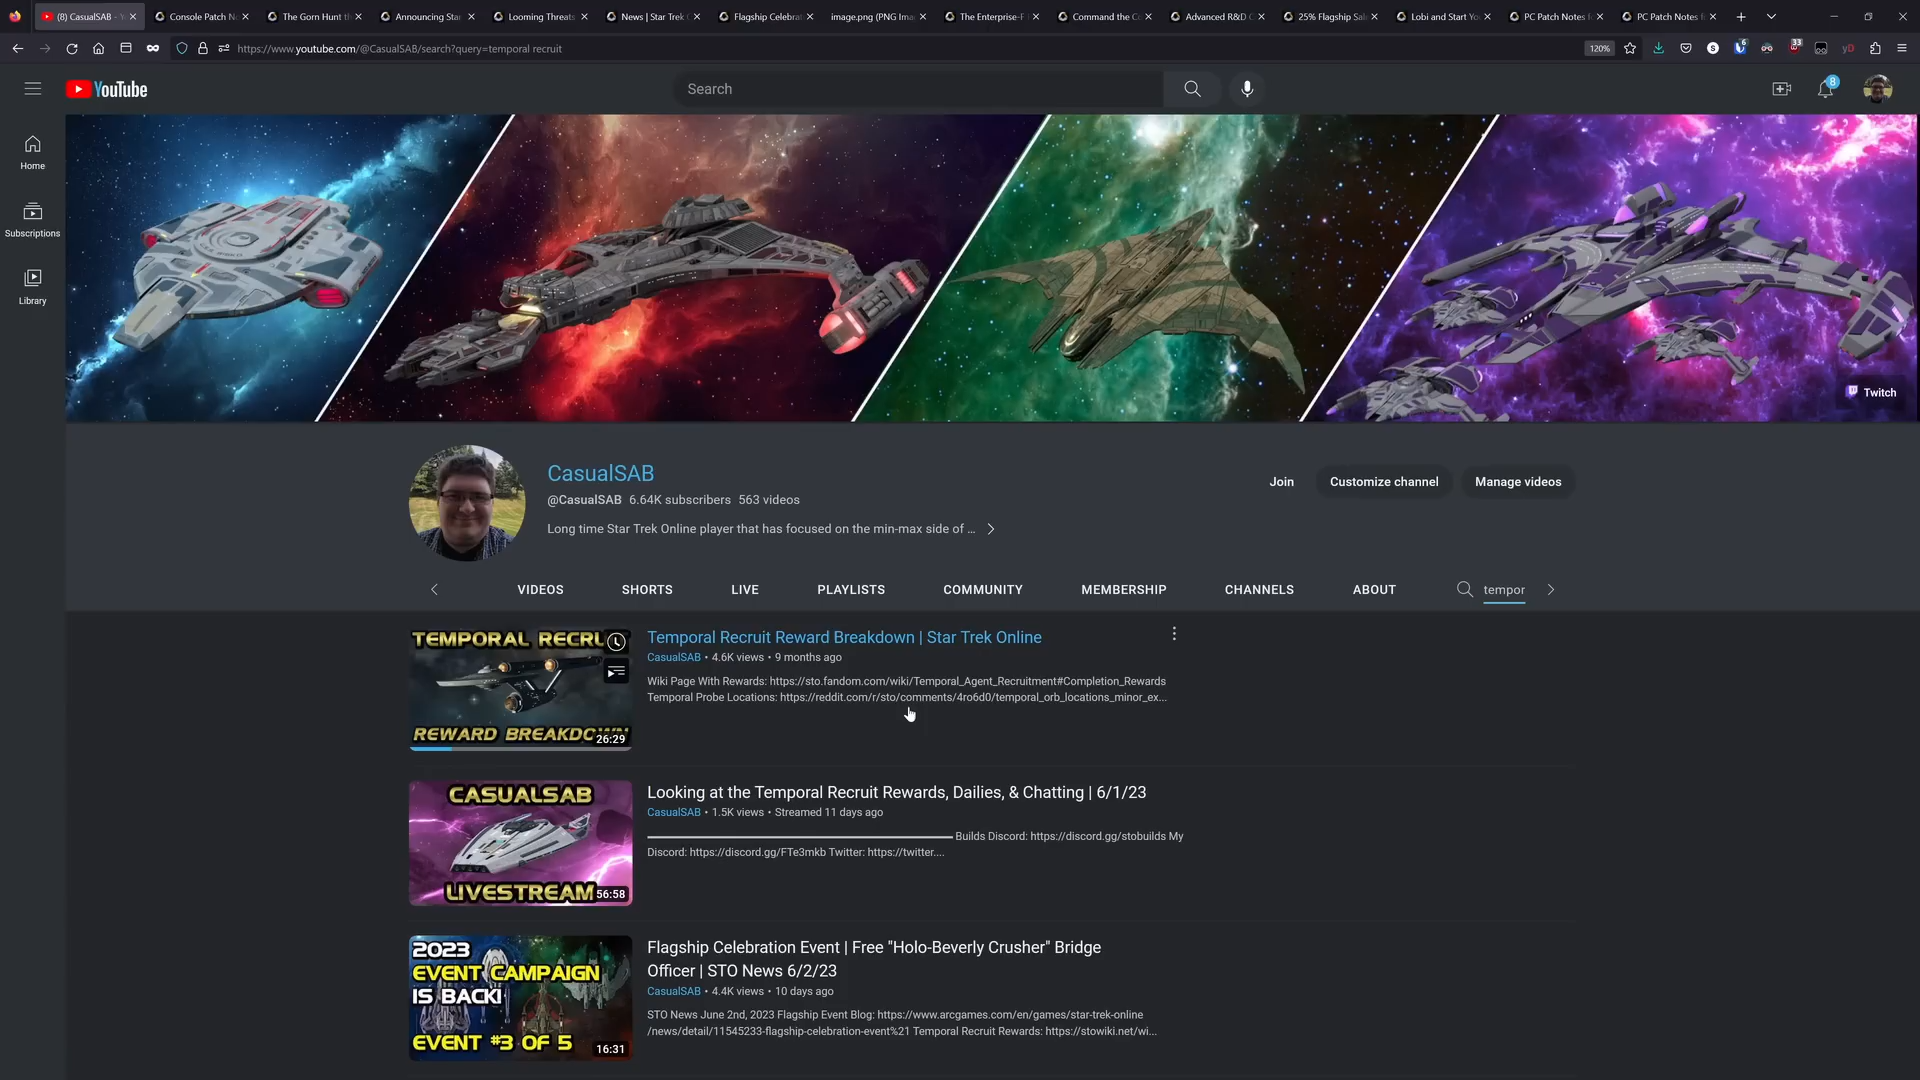 (8) CasualSAB - Y
Console Patch N
The Gorn Hunt th
Announcing Star
Looming Threats
News | Star Trek
Flagship Celebrat
image.png (PNG Ima
The Enterprise-F
Command the C
Advanced R&D
25% Flagship Sal
Lobi and Start Yo
PC Patch Notes f
PC Patch Notes f
https://www.youtube.com/@CasualSAB/search?query=temporal recruit
120%
6
33
YouTube
Search
8
Home
Subscriptions
Library
Twitch
CasualSAB
@CasualSAB 6.64K subscribers 563 videos
Long time Star Trek Online player that has focused on the min-max side of ...
Join
Customize channel
Manage videos
VIDEOS
SHORTS
LIVE
PLAYLISTS
COMMUNITY
MEMBERSHIP
CHANNELS
ABOUT
tempor
TEMPORAL RECRU
REWARD BREAKDOWN
26:29
Temporal Recruit Reward Breakdown | Star Trek Online
CasualSAB • 4.6K views • 9 months ago
Wiki Page With Rewards: https://sto.fandom.com/wiki/Temporal_Agent_Recruitment#Completion_Rewards
Temporal Probe Locations: https://reddit.com/r/sto/comments/4ro6d0/temporal_orb_locations_minor_ex...
CASUALSAB
LIVESTREAM
56:58
Looking at the Temporal Recruit Rewards, Dailies, & Chatting | 6/1/23
CasualSAB • 1.5K views • Streamed 11 days ago
Builds Discord: https://discord.gg/stobuilds My
Discord: https://discord.gg/FTe3mkb Twitter: https://twitter....
2023
EVENT CAMPAIGN
IS BACK!
EVENT #3 OF 5
16:31
Flagship Celebration Event | Free "Holo-Beverly Crusher" Bridge
Officer | STO News 6/2/23
CasualSAB • 4.4K views • 10 days ago
STO News June 2nd, 2023 Flagship Event Blog: https://www.arcgames.com/en/games/star-trek-online
/news/detail/11545233-flagship-celebration-event%21 Temporal Recruit Rewards: https://stowiki.net/wi...